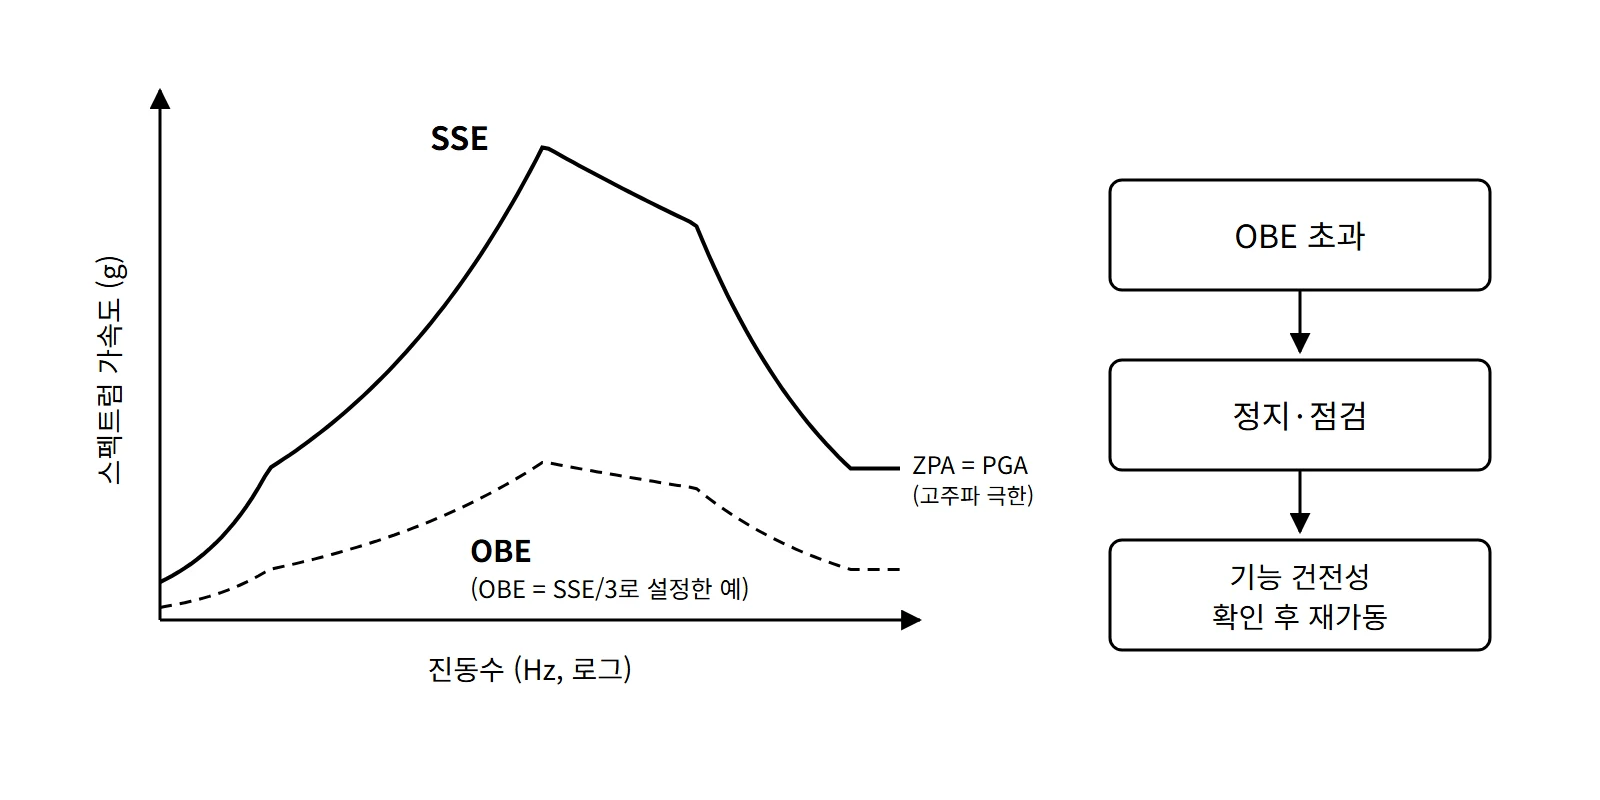 SSE
스펙트럼 가속도 (g)
ZPA = PGA
(고주파 극한)
OBE
(OBE = SSE/3로 설정한 예)
진동수 (Hz, 로그)
OBE 초과
정지·점검
기능 건전성
확인 후 재가동